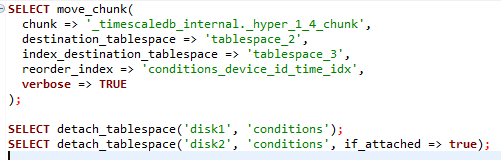 SELECT move_chunk(
chunk => '_timescaledb_internal._hyper_1_4_chunk',
destination_tablespace => 'tablespace_2',
index_destination_tablespace => 'tablespace_3',
reorder_index => 'conditions_device_id_time_idx',
verbose => TRUE
);
SELECT detach_tablespace('disk1', 'conditions');
SELECT detach_tablespace('disk2', 'conditions', if_attached => true);